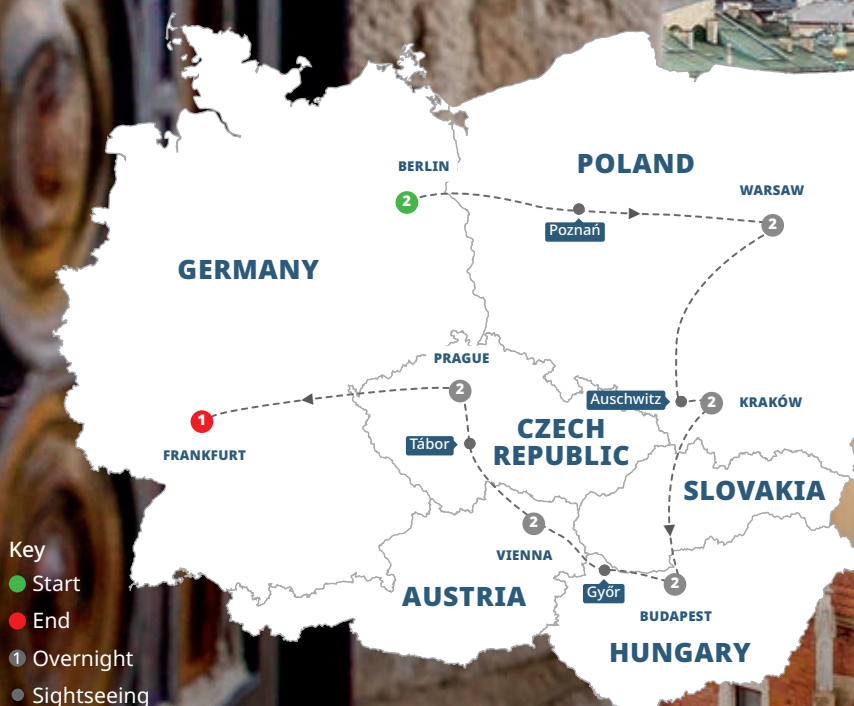 BERLIN
2
POLAND
WARSAW
2
Poznań
GERMANY
PRAGUE
2
Auschwitz
2
KRAKÓW
1
FRANKFURT
Tábor
CZECH
REPUBLIC
SLOVAKIA
2
VIENNA
Győr
2
BUDAPEST
AUSTRIA
HUNGARY
Key
Start
End
1 Overnight
Sightseeing